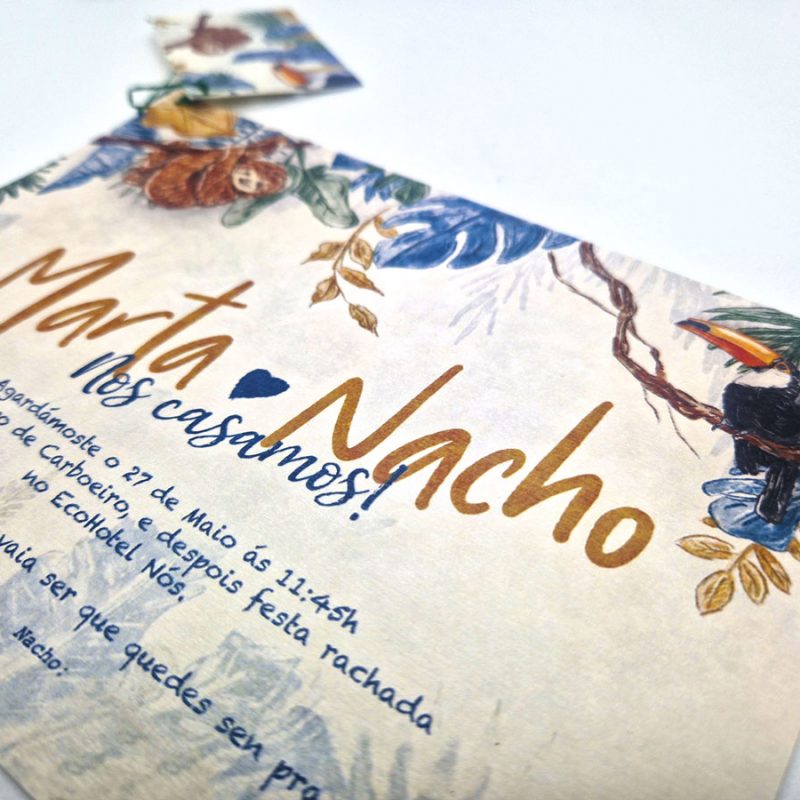 Marta Nacho
nos casamos!
Agardámoste o 27 de Maio ás 11:45h
de Carboeiro, e despois festa rachada
no EcoHotel Nós.
vaia ser que quedes sen
Nacho: